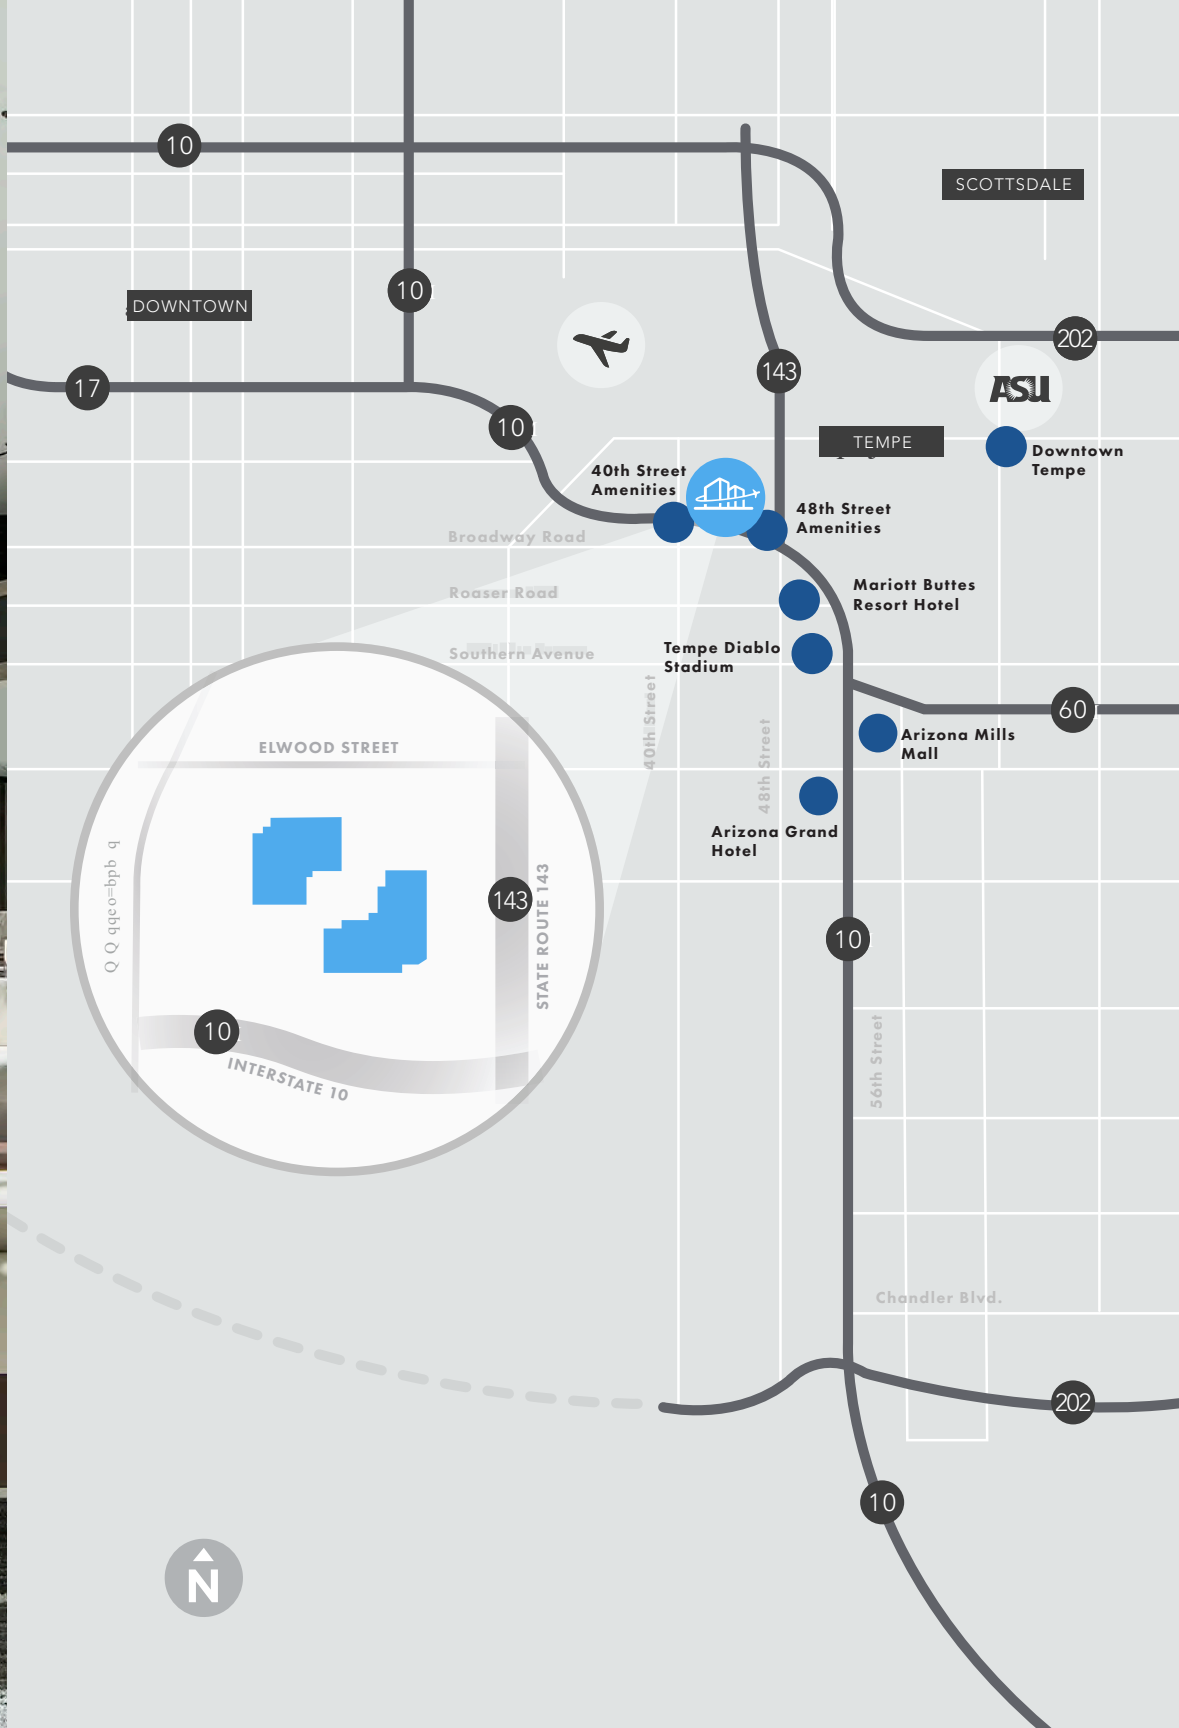 10
SCOTTSDALE
10
DOWNTOWN
202
143
17
ASU
10
TEMPE
Downtown
Tempe
40th Street
Amenities
48th Street
Amenities
Broadway Road
Mariott Buttes
Resort Hotel
Roaser Road
Southern Avenue
Tempe Diablo
Stadium
40th Street
60
48th Street
Arizona Mills
Mall
ELWOOD STREET
Arizona Grand
Hotel
Q Q qqeo=bpb q
143
STATE ROUTE 143
10
10
INTERSTATE 10
56th Street
Chandler Blvd.
202
10
N